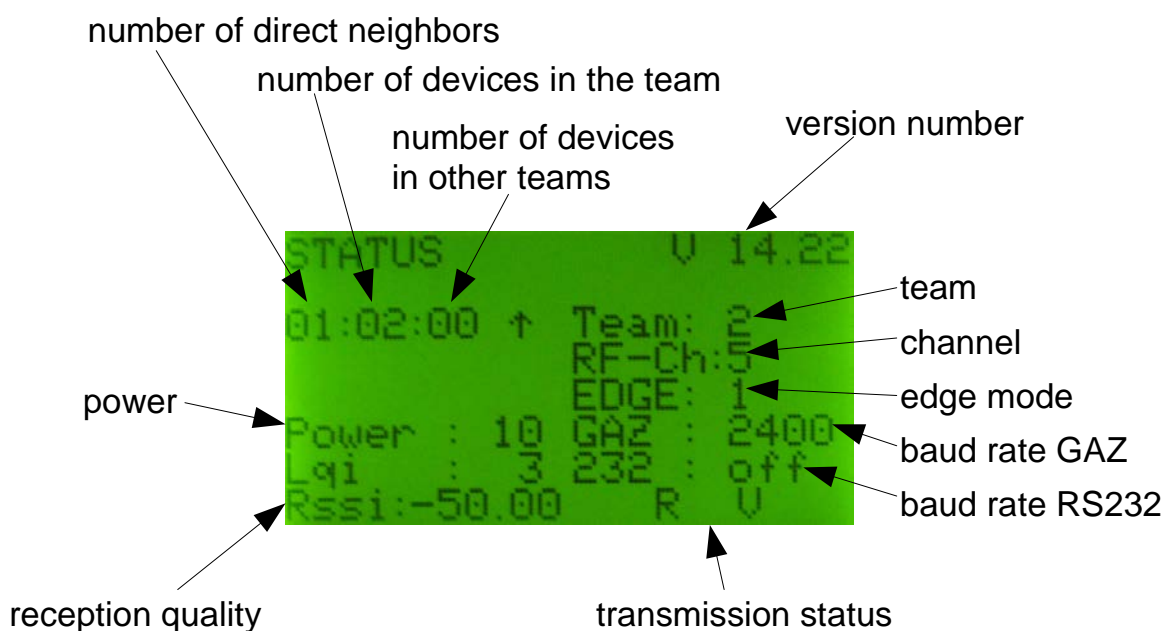 number of direct neighbors
number of devices in the team
number of devices
in other teams
version number
STATUS V 14.22
01:02:00 ↑ Team: 2
RF-Ch:5
EDGE: 1
Power : 10 GAZ : 2400
Lqi : 3 232 : off
Rssi:-50.00 R V
team
channel
edge mode
baud rate GAZ
baud rate RS232
power
reception quality
transmission status